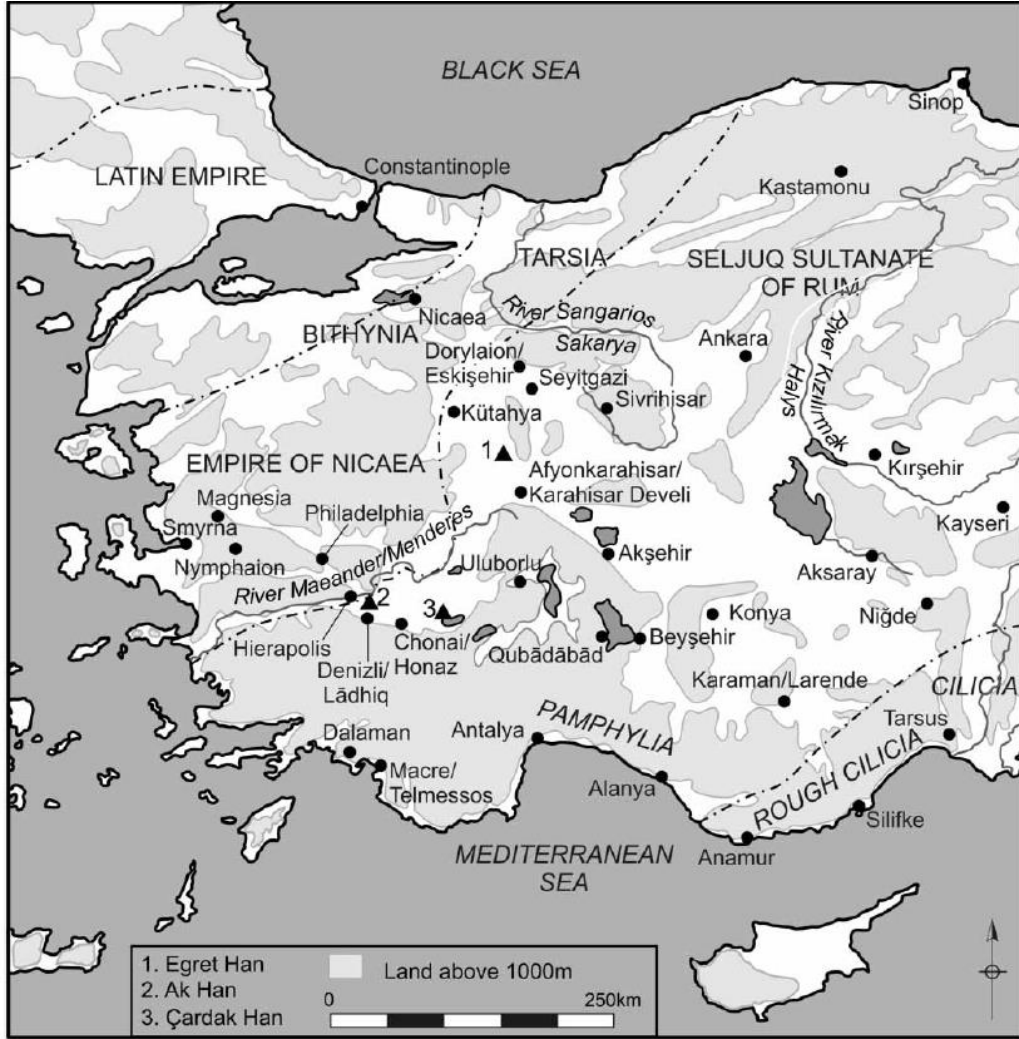 BLACK SEA
Sinop
Constantinople
LATIN EMPIRE
Kastamonu
TARSIA
SELJUQ SULTANATE
OF RUM
River Sangarios
Nicaea
BITHYNIA
Sakarya
Ankara
River Kızılırmak
Halys
Dorylaion/
Eskişehir
Seyitgazi
Sivrihisar
Kütahya
1
EMPIRE OF NICAEA
Afyonkarahisar/
Karahisar Develi
Kırşehir
Magnesia
Philadelphia
Kayseri
Smyrna
Nymphaion
River Maeander/Menderes
Uluborlu
Akşehir
Aksaray
2
3
Konya
Niğde
Hierapolis
Chonai/
Honaz
Qubādābād
Beyşehir
Denizli/
Lādhiq
Karaman/Larende
CILICIA
Dalaman
Antalya
PAMPHYLIA
Tarsus
Macre/
Telmessos
Alanya
ROUGH CILICIA
Silifke
Anamur
MEDITERRANEAN
SEA
1. Egret Han
2. Ak Han
3. Çardak Han
Land above 1000m
0 250km